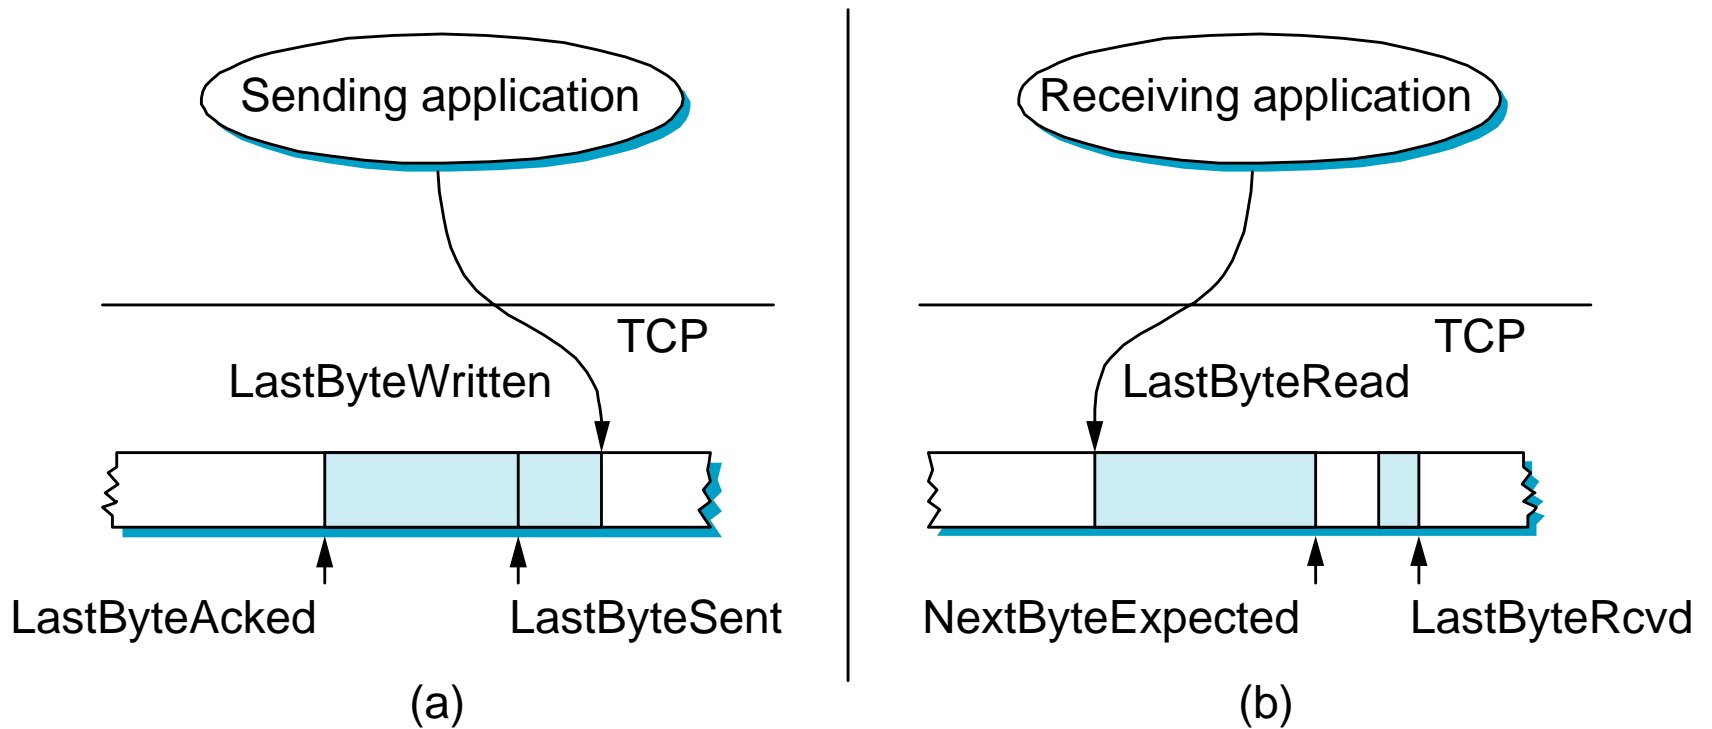 Sending application
TCP
LastByteWritten
LastByteAcked
LastByteSent
(a)
Receiving application
TCP
LastByteRead
NextByteExpected
LastByteRcvd
(b)